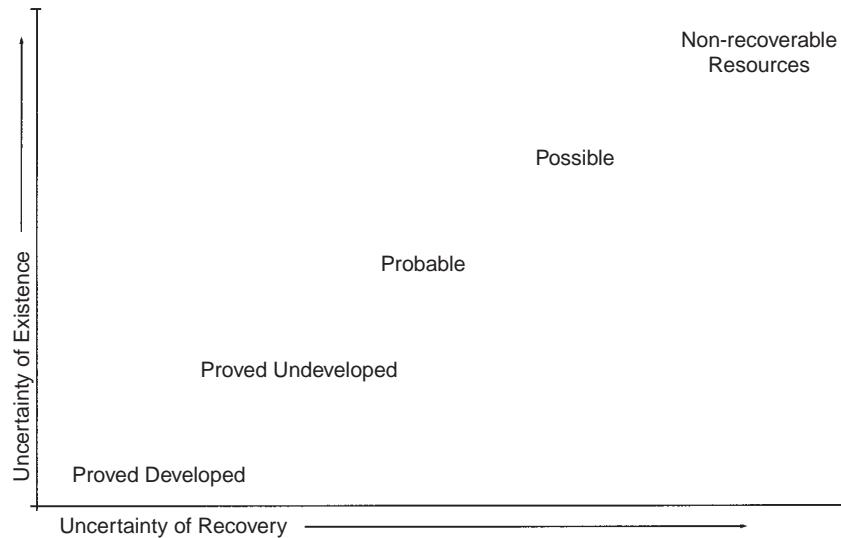 Non-recoverable
Resources
Possible
Probable
Proved Undeveloped
Proved Developed
Uncertainty of Existence
Uncertainty of Recovery